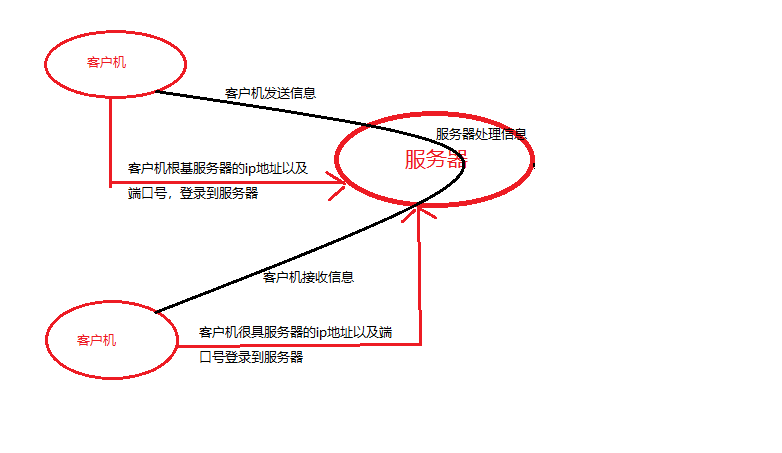 客户机
客户机发送信息
服务器处理信息
服务器
客户机根基服务器的ip地址以及
端口号，登录到服务器
客户机接收信息
客户机
客户机很具服务器的ip地址以及端
口号登录到服务器